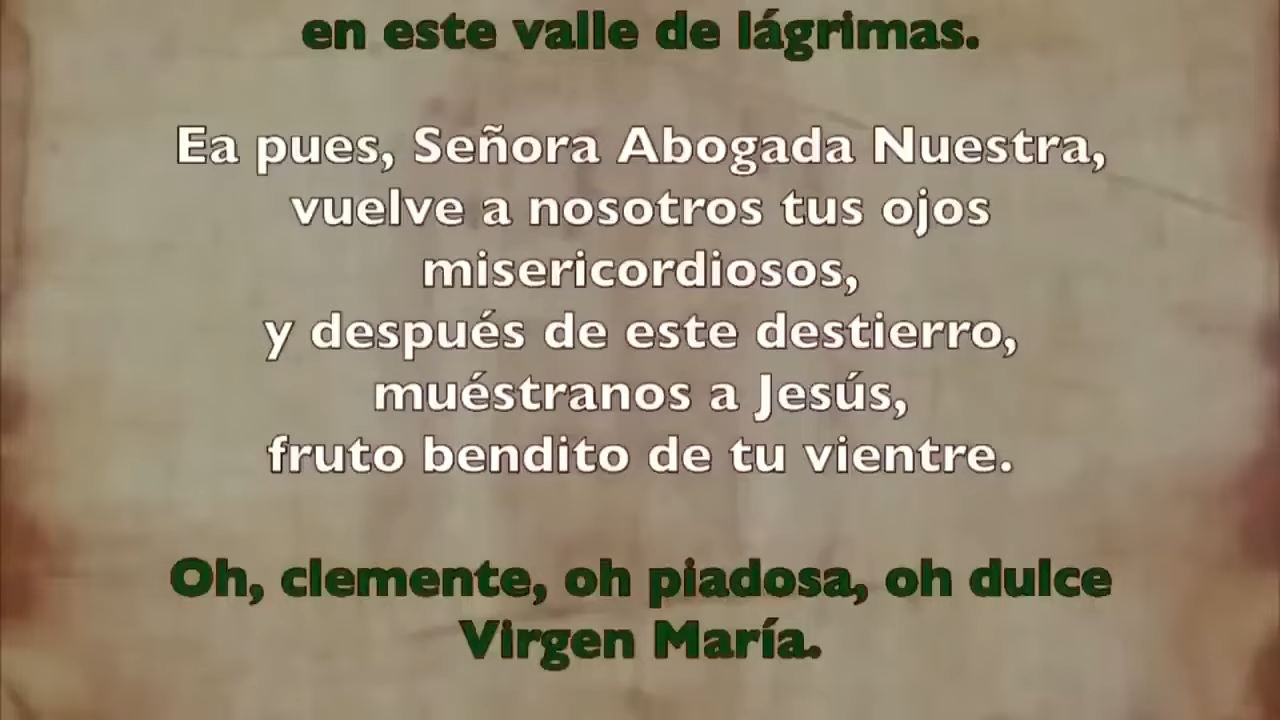 en este valle de lágrimas.
Ea pues, Señora Abogada Nuestra,
vuelve a nosotros tus ojos
misericordiosos,
y después de este destierro,
muéstranos a Jesús,
fruto bendito de tu vientre.
Oh, clemente, oh piadosa, oh dulce
Virgen María.